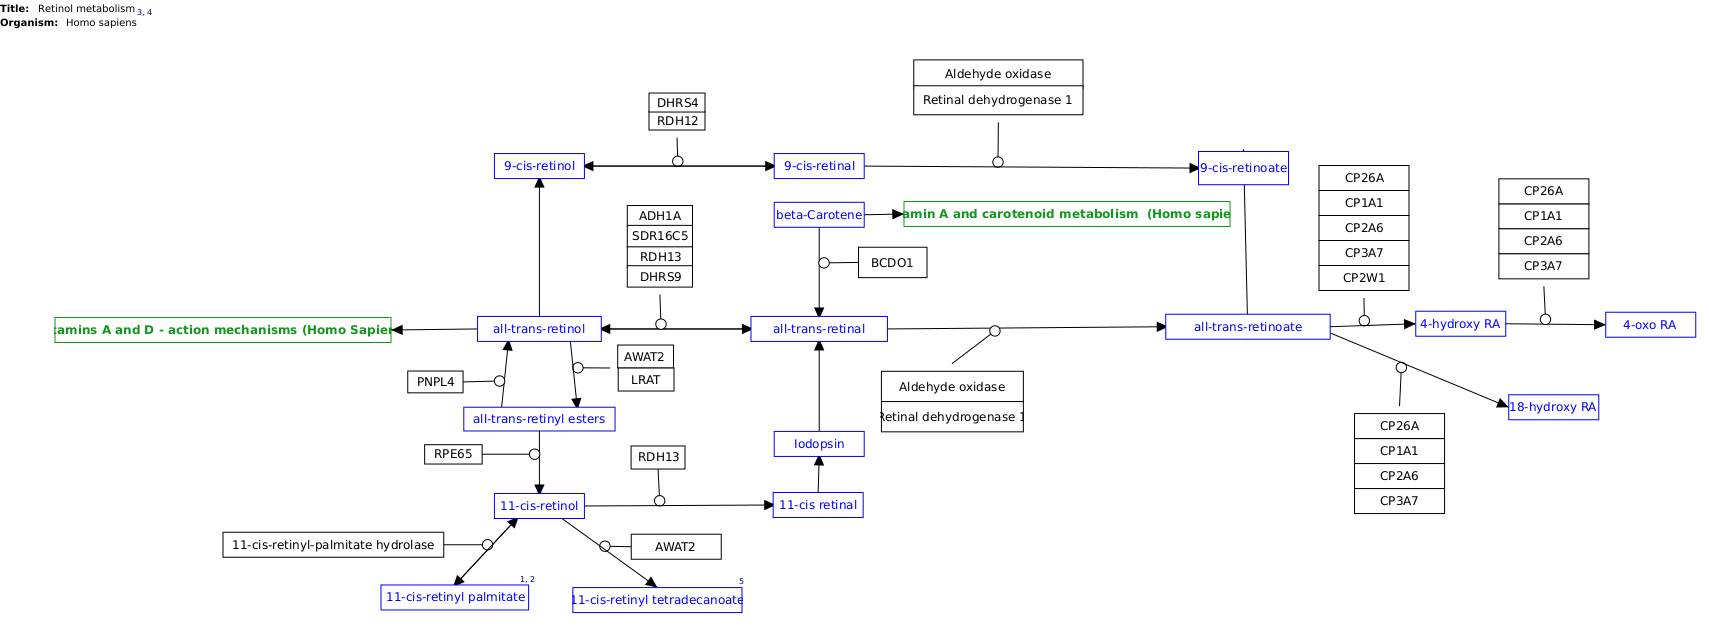 Title: Retinol metabolism 3, 4
Organism: Homo sapiens
Aldehyde oxidase
Retinal dehydrogenase 1
DHRS4
RDH12
9-cis-retinol
9-cis-retinal
9-cis-retinoate
CP26A
CP1A1
CP2A6
CP3A7
CP2W1
CP26A
CP1A1
CP2A6
CP3A7
beta-Carotene
amin A and carotenoid metabolism (Homo sapie
ADH1A
SDR16C5
RDH13
DHRS9
BCDO1
tamins A and D - action mechanisms (Homo Sapien
all-trans-retinol
all-trans-retinal
all-trans-retinoate
4-hydroxy RA
4-oxo RA
AWAT2
LRAT
PNPL4
Aldehyde oxidase
Retinal dehydrogenase 1
all-trans-retinyl esters
18-hydroxy RA
CP26A
CP1A1
CP2A6
CP3A7
Iodopsin
RPE65
RDH13
11-cis-retinol
11-cis retinal
11-cis-retinyl-palmitate hydrolase
AWAT2
1, 2
11-cis-retinyl palmitate
5
11-cis-retinyl tetradecanoate